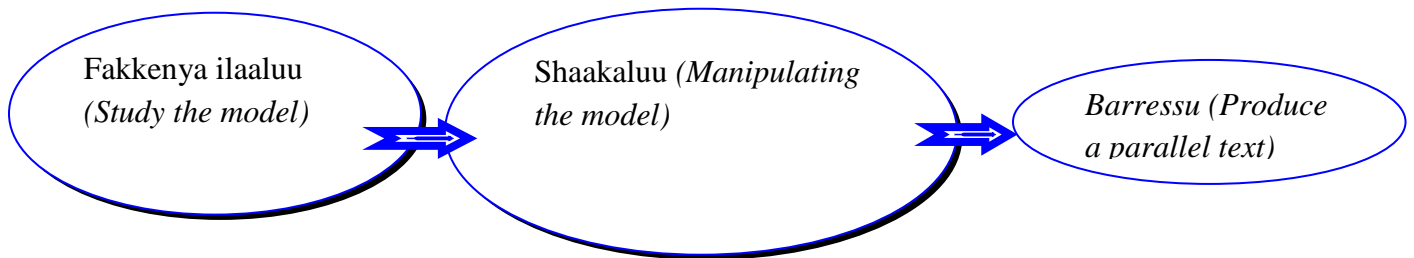 Fakkenya ilaaluu
(Study the model)
Shaakaluu (Manipulating
the model)
Barressu (Produce
a parallel text)